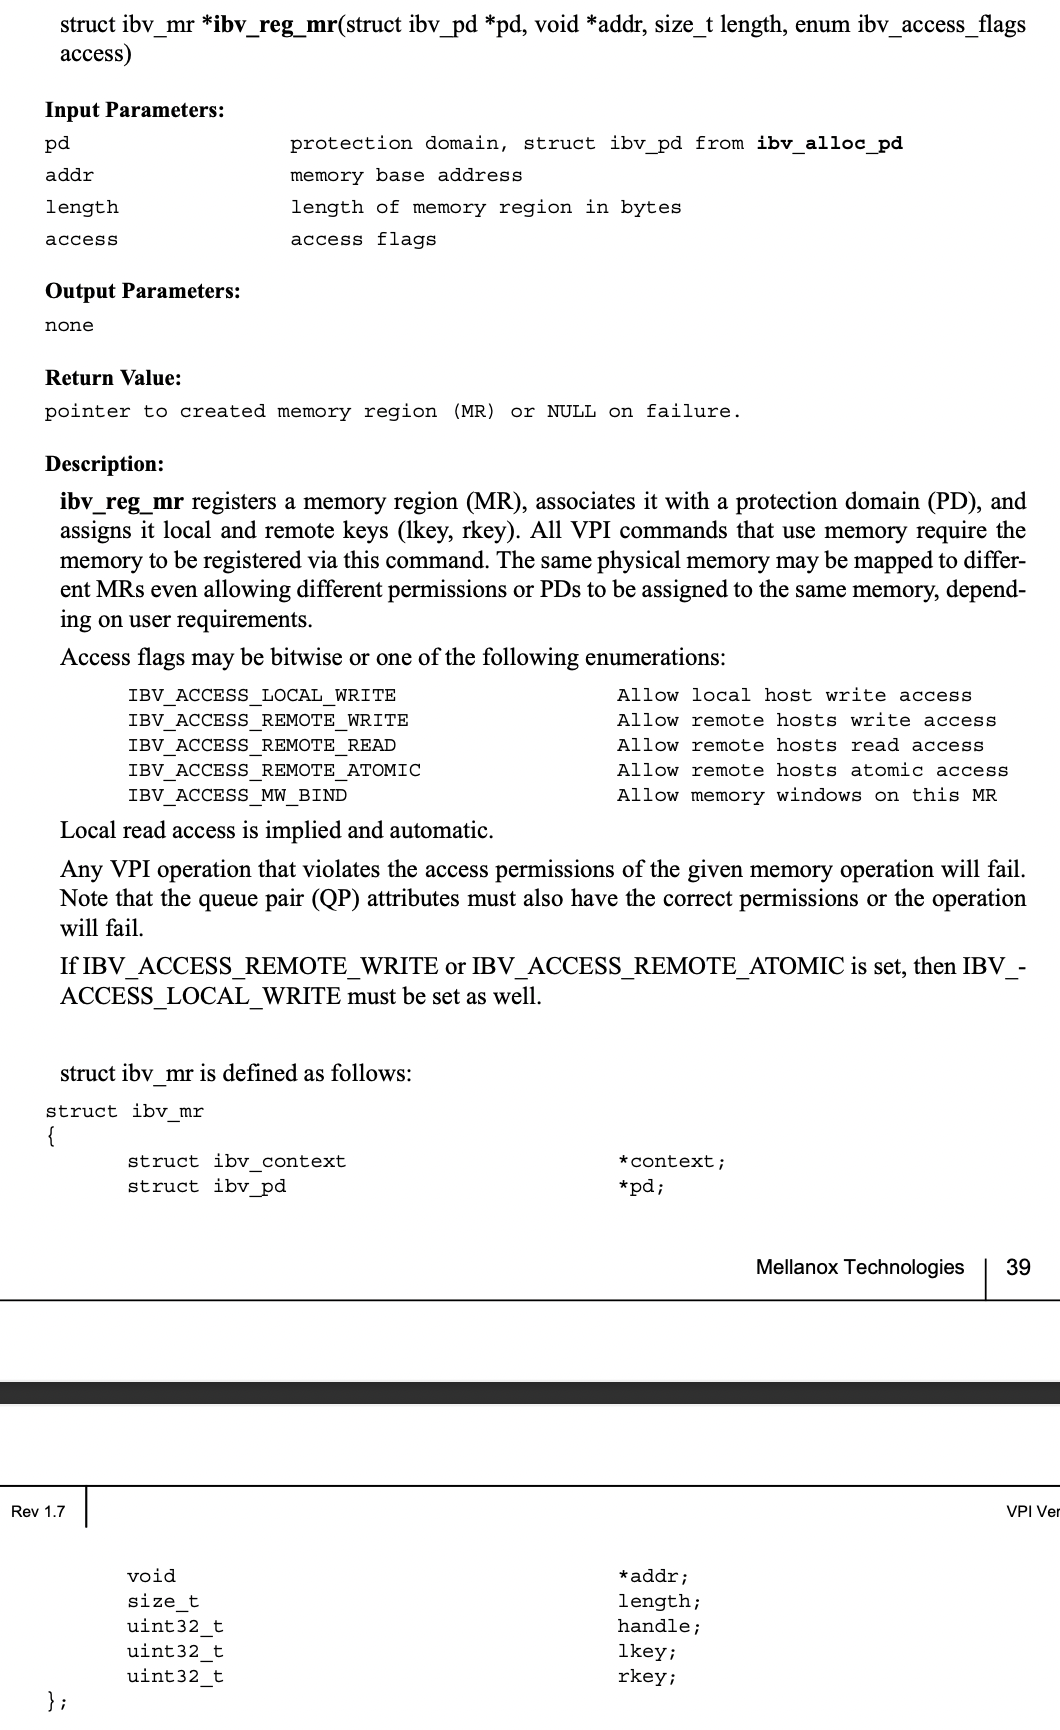 struct ibv_mr *ibv_reg_mr(struct ibv_pd *pd, void *addr, size_t length, enum ibv_access_flags
access)
Input Parameters:
pd protection domain, struct ibv_pd from ibv_alloc_pd
addr memory base address
length length of memory region in bytes
access access flags
Output Parameters:
none
Return Value:
pointer to created memory region (MR) or NULL on failure.
Description:
ibv_reg_mr registers a memory region (MR), associates it with a protection domain (PD), and
assigns it local and remote keys (lkey, rkey). All VPI commands that use memory require the
memory to be registered via this command. The same physical memory may be mapped to differ-
ent MRs even allowing different permissions or PDs to be assigned to the same memory, depend-
ing on user requirements.
Access flags may be bitwise or one of the following enumerations:
IBV_ACCESS_LOCAL_WRITE Allow local host write access
IBV_ACCESS_REMOTE_WRITE Allow remote hosts write access
IBV_ACCESS_REMOTE_READ Allow remote hosts read access
IBV_ACCESS_REMOTE_ATOMIC Allow remote hosts atomic access
IBV_ACCESS_MW_BIND Allow memory windows on this MR
Local read access is implied and automatic.
Any VPI operation that violates the access permissions of the given memory operation will fail.
Note that the queue pair (QP) attributes must also have the correct permissions or the operation
will fail.
If IBV_ACCESS_REMOTE_WRITE or IBV_ACCESS_REMOTE_ATOMIC is set, then IBV_-
ACCESS_LOCAL_WRITE must be set as well.
struct ibv_mr is defined as follows:
struct ibv_mr
{
struct ibv_context *context;
struct ibv_pd *pd;
Mellanox Technologies 39
Rev 1.7 VPI Ver
void *addr;
size_t length;
uint32_t handle;
uint32_t lkey;
uint32_t rkey;
};